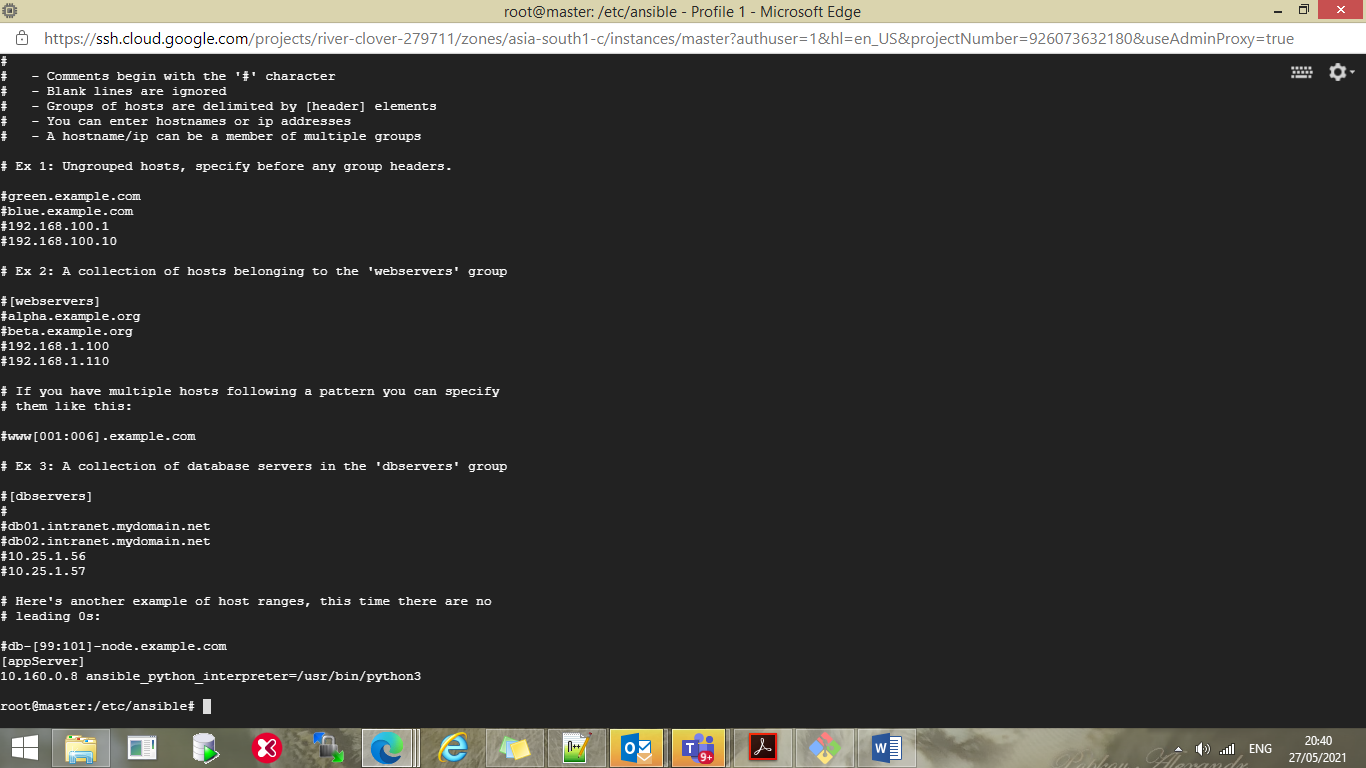 root@master: /etc/ansible - Profile 1 - Microsoft Edge
https://ssh.cloud.google.com/projects/river-clover-279711/zones/asia-south1-c/instances/master?authuser=1&hl=en_US&projectNumber=926073632180&useAdminProxy=true
#
#   - Comments begin with the '#' character
#   - Blank lines are ignored
#   - Groups of hosts are delimited by [header] elements
#   - You can enter hostnames or ip addresses
#   - A hostname/ip can be a member of multiple groups
# Ex 1: Ungrouped hosts, specify before any group headers.
#green.example.com
#blue.example.com
#192.168.100.1
#192.168.100.10
# Ex 2: A collection of hosts belonging to the 'webservers' group
#[webservers]
#alpha.example.org
#beta.example.org
#192.168.1.100
#192.168.1.110
# If you have multiple hosts following a pattern you can specify
# them like this:
#www[001:006].example.com
# Ex 3: A collection of database servers in the 'dbservers' group
#[dbservers]
#
#db01.intranet.mydomain.net
#db02.intranet.mydomain.net
#10.25.1.56
#10.25.1.57
# Here's another example of host ranges, this time there are no
# leading 0s:
#db-[99:101]-node.example.com
[appServer]
10.160.0.8 ansible_python_interpreter=/usr/bin/python3
root@master:/etc/ansible#
9+
ENG
20:40
27/05/2021